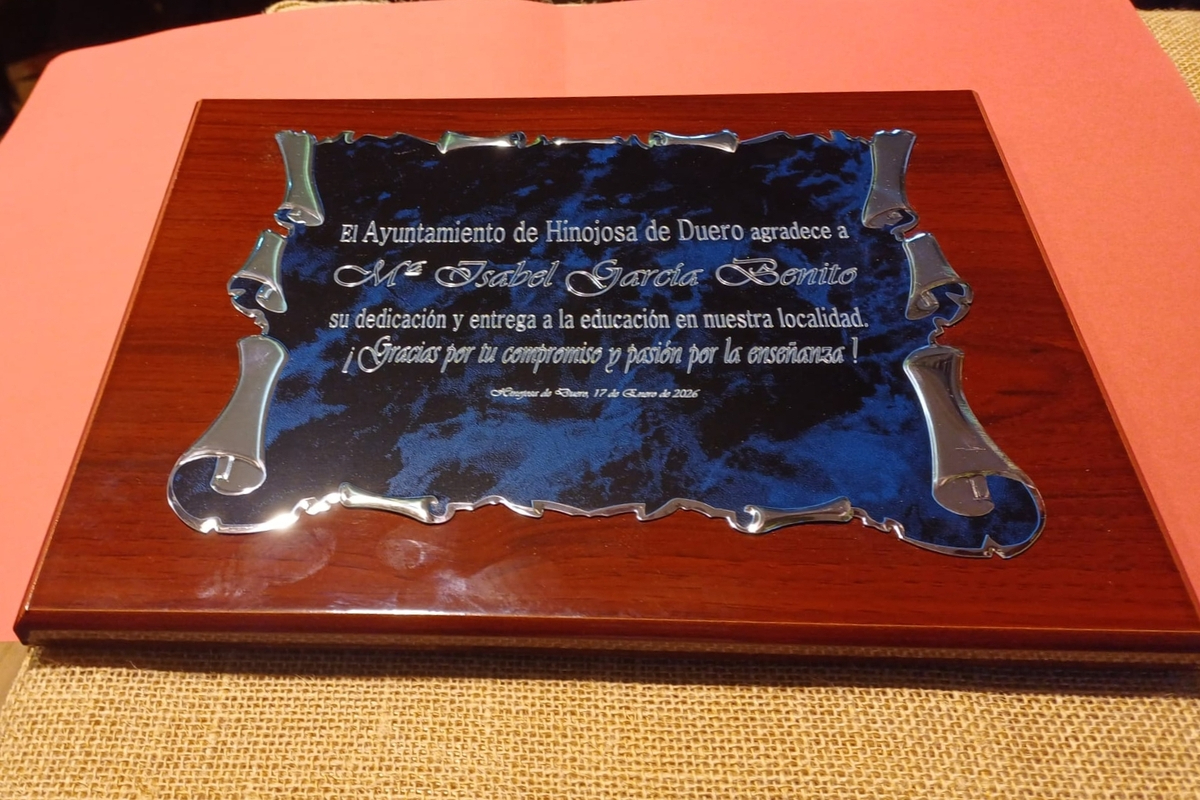 El Ayuntamiento de Hinojosa de Duero agradece a
Mª Isabel García Benito
su dedicación y entrega a la educación en nuestra localidad.
¡Gracias por tu compromiso y pasión por la enseñanza !
Hinojosa de Duero, 17 de Enero de 2026